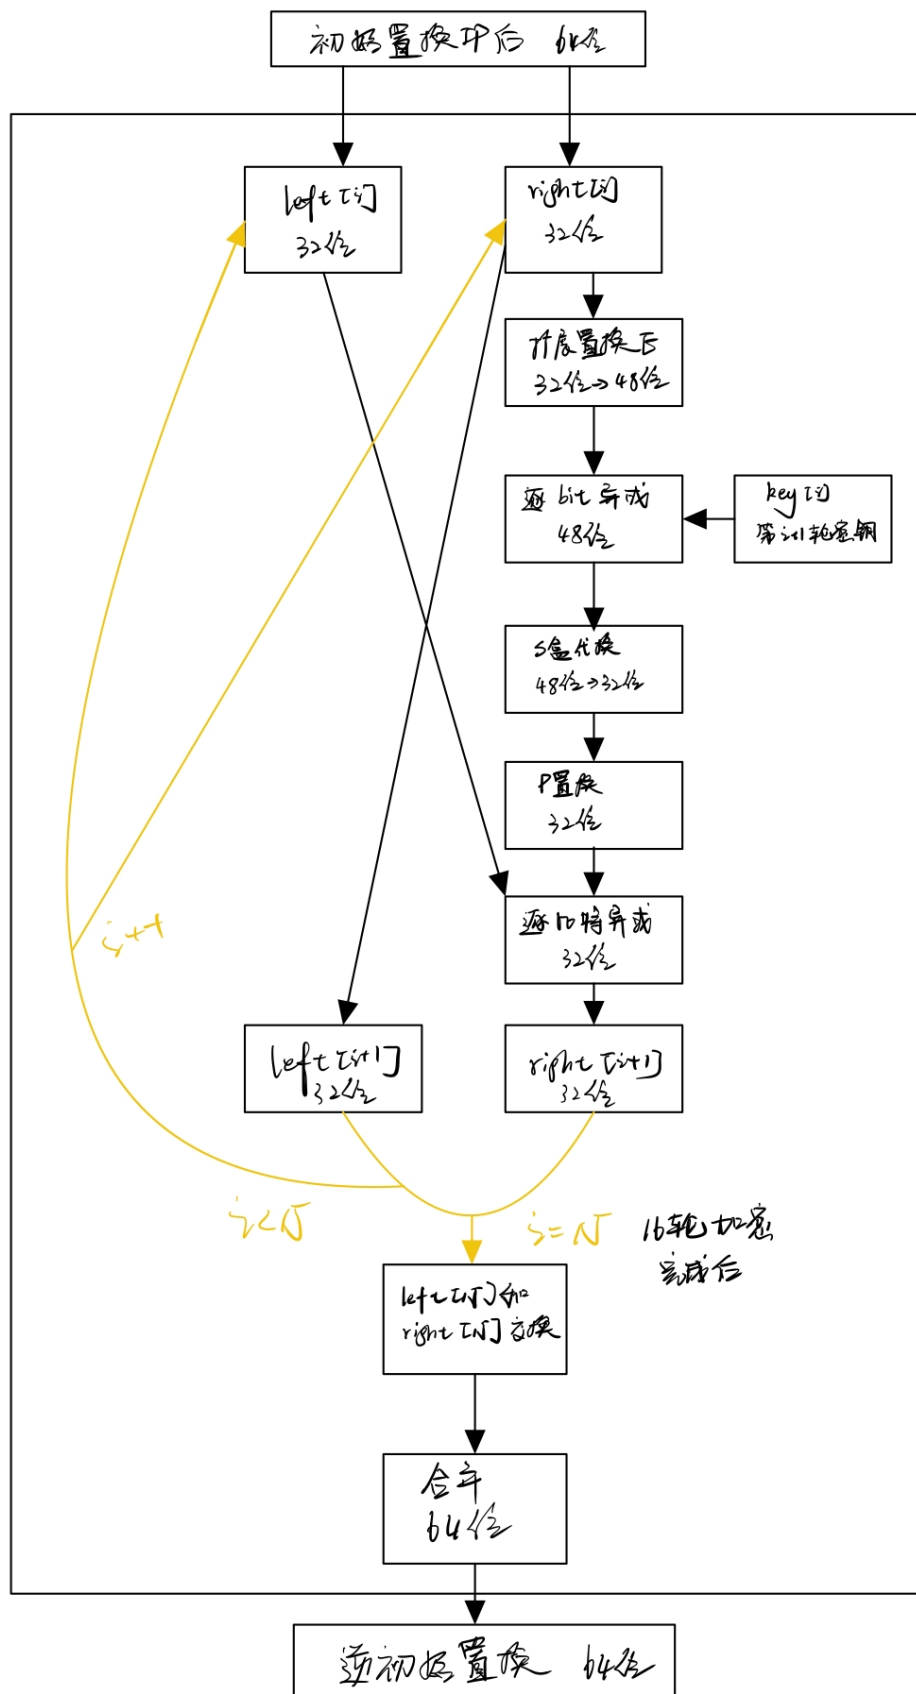 初始置换IP后 64位
left[i]
32位
right[i]
32位
扩展置换E
32位→48位
逐bit异或
48位
key[i]
第i+1轮密钥
S盒代换
48位→32位
P置换
32位
逐比特异或
32位
i++
left[i+1]
32位
right[i+1]
32位
i<N
i=N
16轮加密
完成后
left[N]和
right[N]交换
合并
64位
逆初始置换 64位